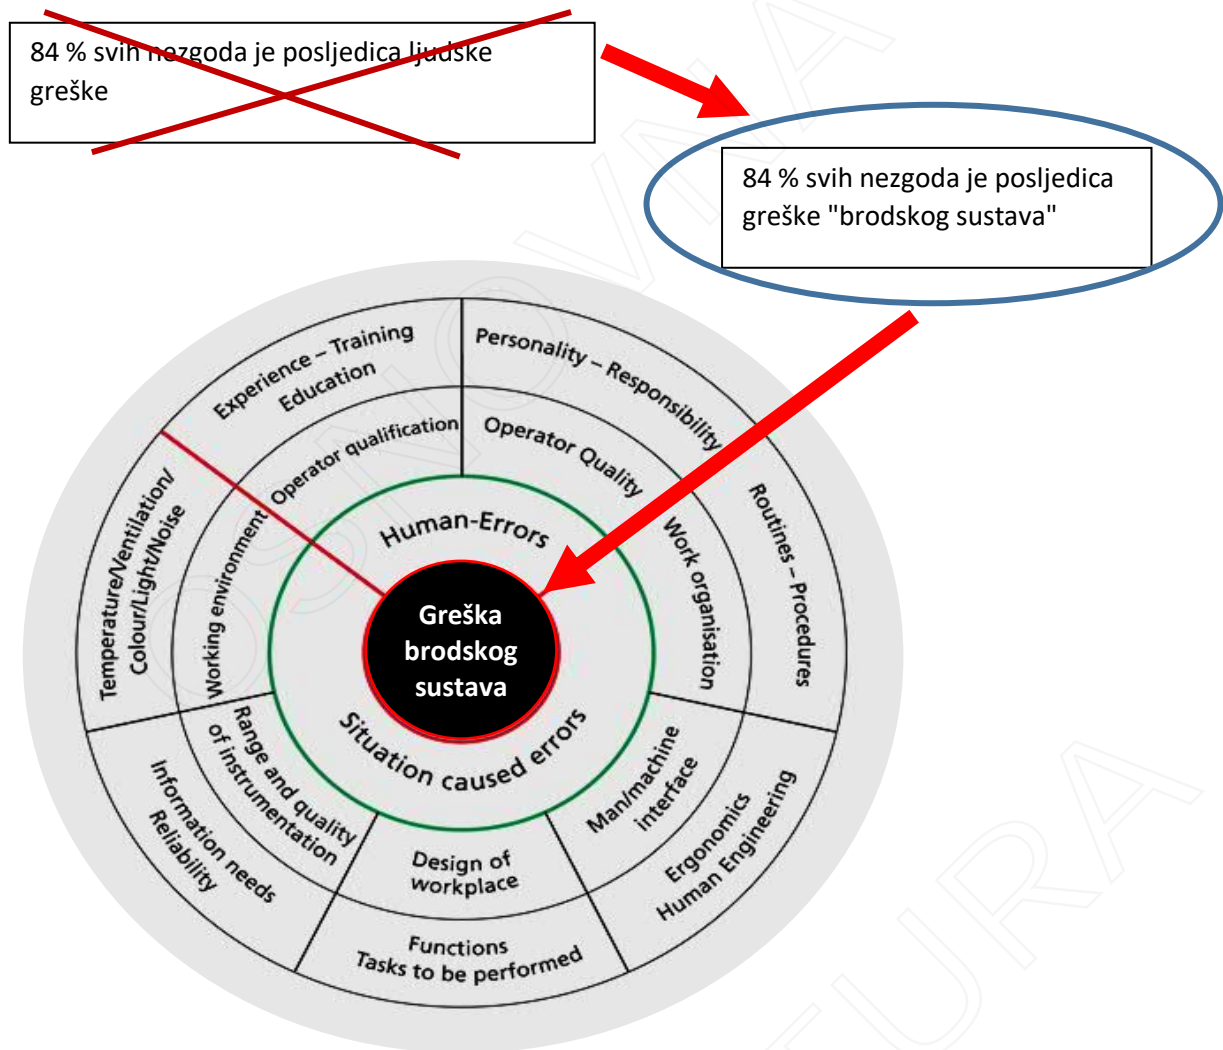 84 % svih nezgoda je posljedica ljudske
greške
84 % svih nezgoda je posljedica
greške "brodskog sustava"
Experience – Training
Education
Personality – Responsibility
Operator qualification
Operator Quality
Temperature/Ventilation/
Colour/Light/Noise
Working environment
Human-Errors
Work organisation
Routines – Procedures
Greška
brodskog
sustava
Situation caused errors
Information needs
Reliability
Range and quality
of instrumentation
Man/machine
interface
Ergonomics
Human Engineering
Design of
workplace
Functions
Tasks to be performed
OSNOVNA
TURA